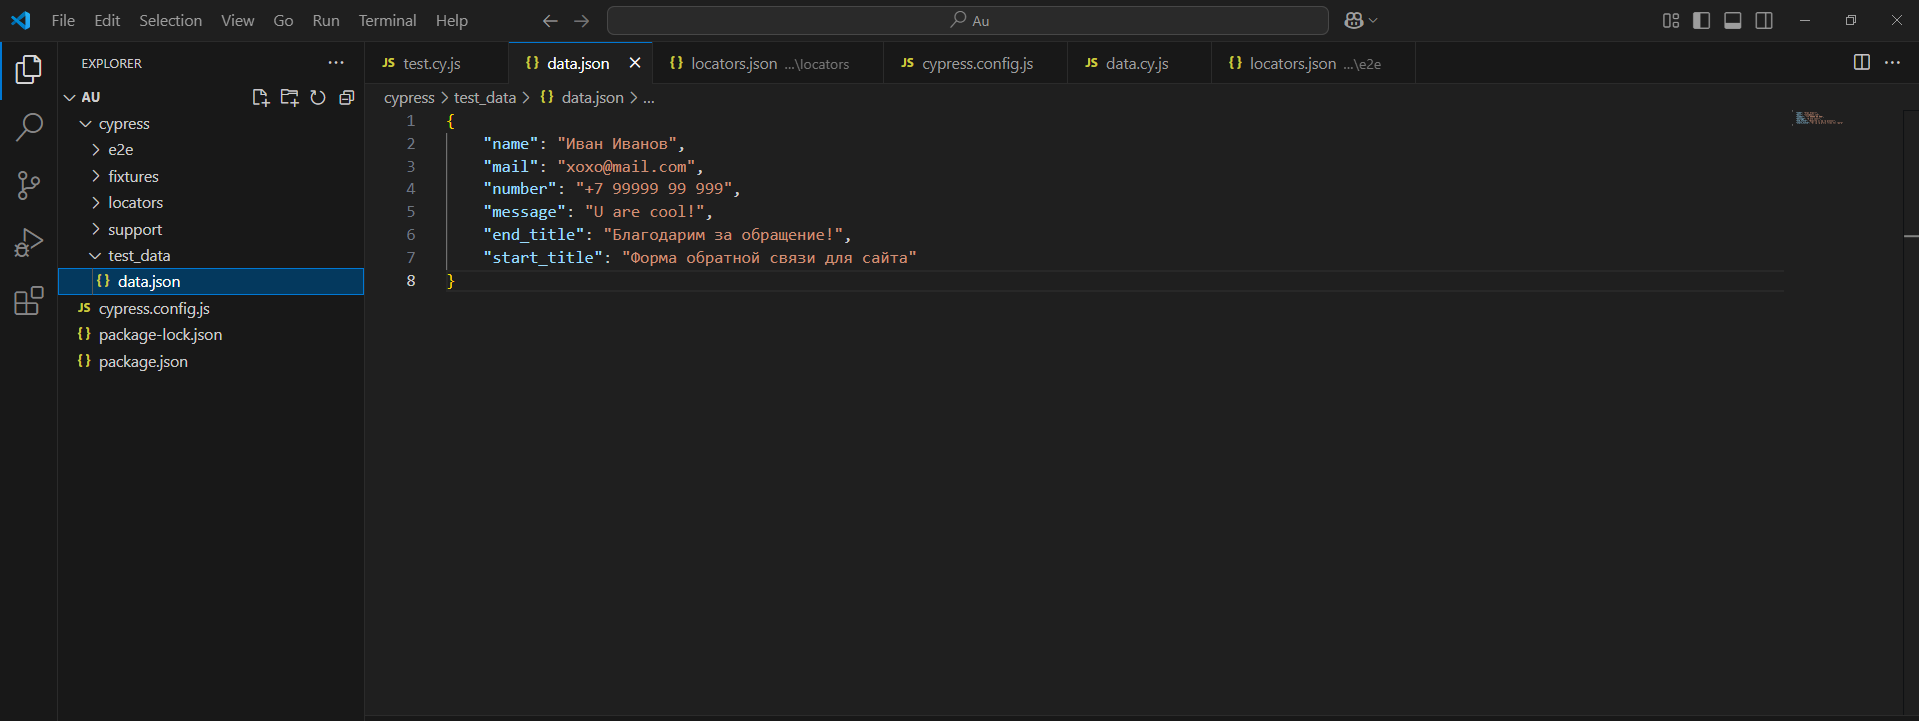 File Edit Selection View Go Run Terminal Help
Au
EXPLORER
AU
cypress
e2e
fixtures
locators
support
test_data
data.json
cypress.config.js
package-lock.json
package.json
test.cy.js data.json locators.json ...\locators cypress.config.js data.cy.js locators.json ...\e2e
cypress > test_data > {} data.json > ...
1 {
2 "name": "Иван Иванов",
3 "mail": "xoxo@mail.com",
4 "number": "+7 99999 99 999",
5 "message": "U are cool!",
6 "end_title": "Благодарим за обращение!",
7 "start_title": "Форма обратной связи для сайта"
8 }